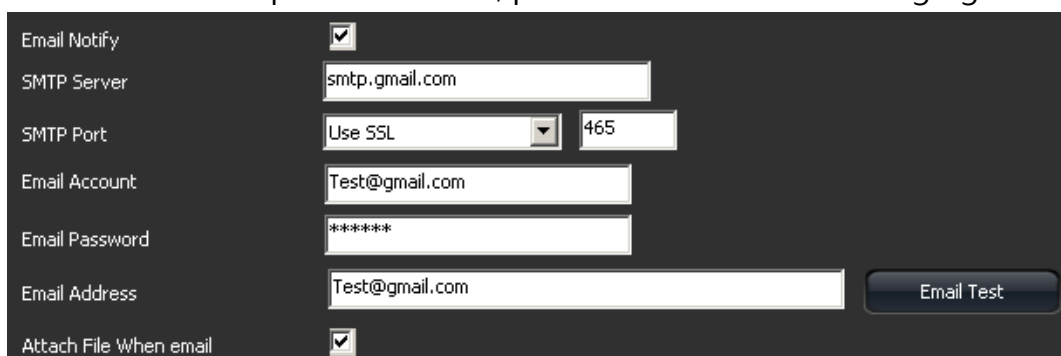 Email Notify
SMTP Server smtp.gmail.com
SMTP Port Use SSL 465
Email Account Test@gmail.com
Email Password ******
Email Address Test@gmail.com Email Test
Attach File When email